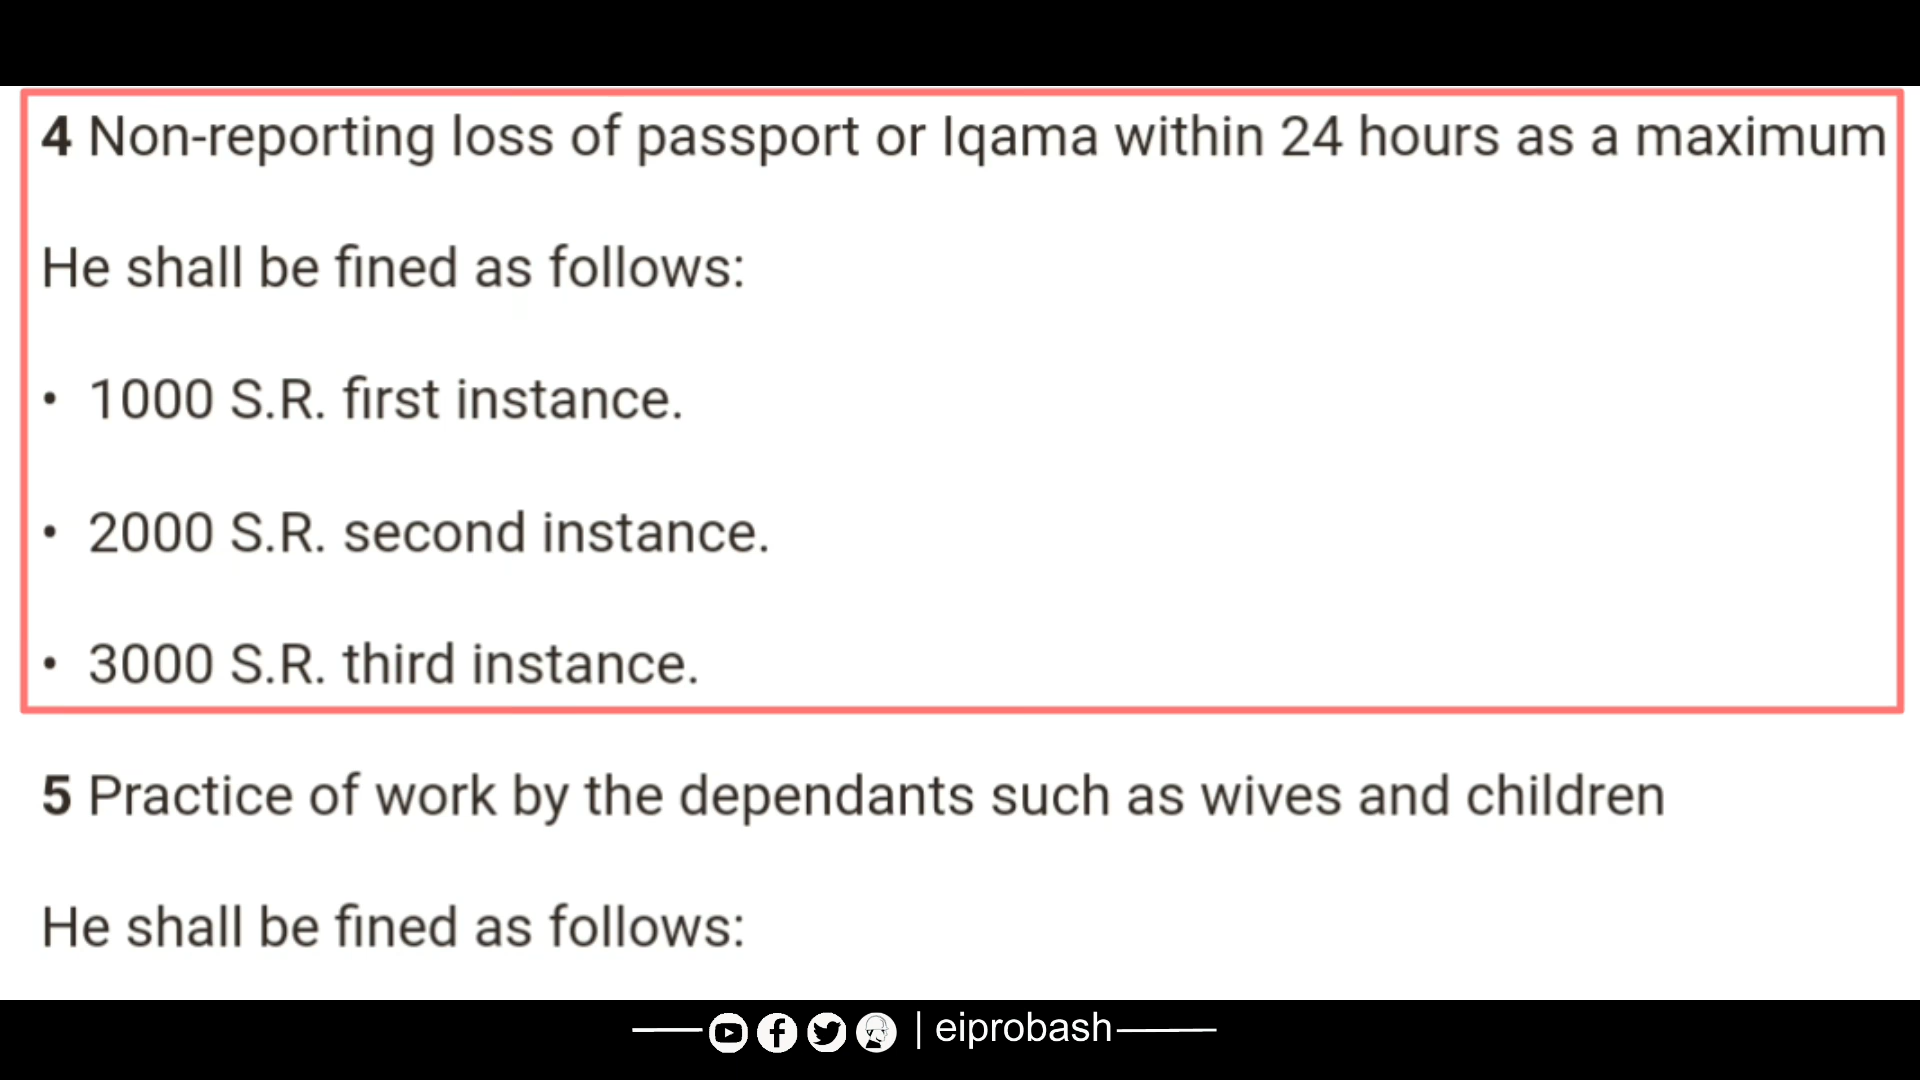 4 Non-reporting loss of passport or Iqama within 24 hours as a maximum
He shall be fined as follows:
• 1000 S.R. first instance.
• 2000 S.R. second instance.
• 3000 S.R. third instance.
5 Practice of work by the dependants such as wives and children
He shall be fined as follows:
| eiprobash